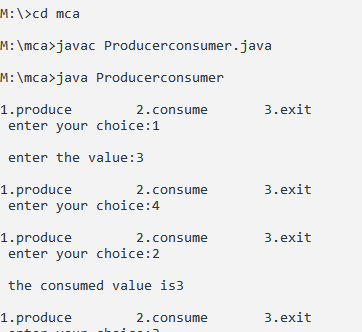 M:\>cd mca
M:\mca>javac Producerconsumer.java
M:\mca>java Producerconsumer
1.produce 2.consume 3.exit
enter your choice:1
enter the value:3
1.produce 2.consume 3.exit
enter your choice:4
1.produce 2.consume 3.exit
enter your choice:2
the consumed value is3
1.produce 2.consume 3.exit